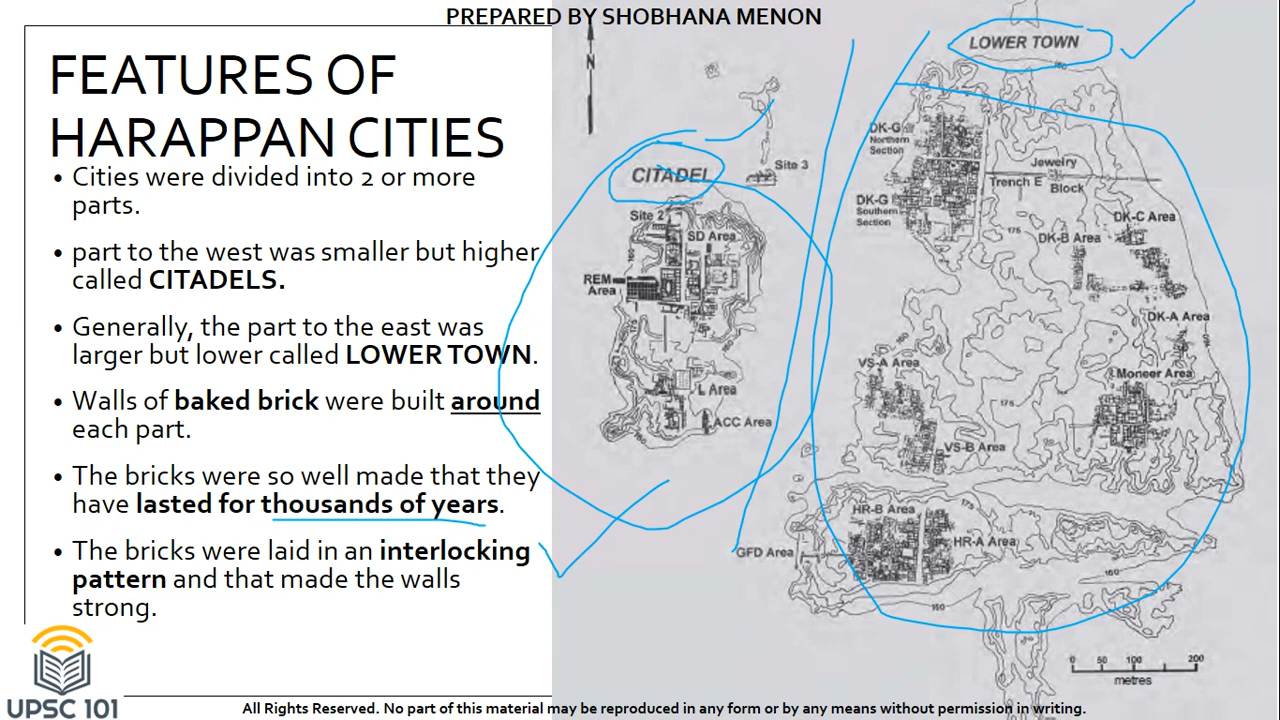 PREPARED BY SHOBHANA MENON
FEATURES OF
HARAPPAN CITIES
• Cities were divided into 2 or more
parts.
• part to the west was smaller but higher
called CITADELS.
• Generally, the part to the east was
larger but lower called LOWER TOWN.
• Walls of baked brick were built around
each part.
• The bricks were so well made that they
have lasted for thousands of years.
• The bricks were laid in an interlocking
pattern and that made the walls
strong.
N
CITADEL
Site 3
Site 2
SD Area
REM
Area
L Area
ACC Area
LOWER TOWN
160
DK-G
Northern
Section
Jewelry
Block
Trench E
DK-G
Southern
Section
175
DK-C Area
DK-B Area
DK-A Area
VS-A Area
Moneer Area
175
VS-B Area
175
HR-B Area
HR-A Area
GFD Area
160
160
0 50 100 200
metres
UPSC 101
All Rights Reserved. No part of this material may be reproduced in any form or by any means without permission in writing.